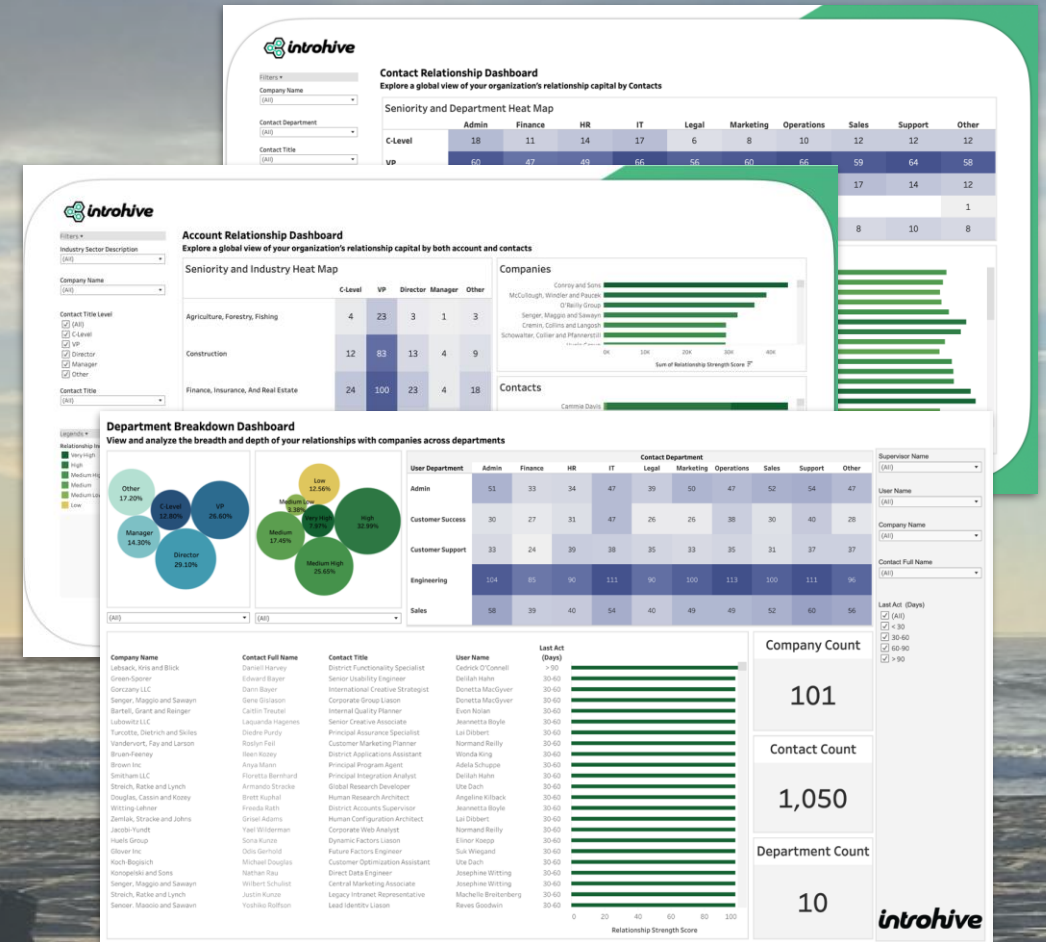 introhive
Contact Relationship Dashboard
Explore a global view of your organization's relationship capital by Contacts
Filters
Company Name
(All)
Contact Department
(All)
Contact Title
(All)
Seniority and Department Heat Map
Admin Finance HR IT Legal Marketing Operations Sales Support Other
C-Level 18 11 14 17 6 8 10 12 12 12
VP 60 47 49 66 56 60 66 59 64 58
17 14 12
1
8 10 8
introhive
Account Relationship Dashboard
Explore a global view of your organization's relationship capital by both account and contacts
Filters
Industry Sector Description
(All)
Company Name
(All)
Contact Title Level
(All)
C-Level
VP
Director
Manager
Other
Contact Title
(All)
Legends
Relationship In
Very High
High
Medium Hig
Medium
Medium Lo
Low
Seniority and Industry Heat Map
C-Level VP Director Manager Other
Agriculture, Forestry, Fishing 4 23 3 1 3
Construction 12 83 13 4 9
Finance, Insurance, And Real Estate 24 100 23 4 18
Companies
Conroy and Sons
McCullough, Windler and Paucek
O'Reilly Group
Senger, Maggio and Sawayn
Cremin, Collins and Langosh
Schowalter, Collier and Pfannerstill
0K 10K 20K 30K 40K
Sum of Relationship Strength Score
Contacts
Cammie Davis
Department Breakdown Dashboard
View and analyze the breadth and depth of your relationships with companies across departments
Other
17.20%
C-Level
12.80%
VP
26.60%
Manager
14.30%
Director
29.10%
(All)
Low
12.56%
Medium Low
3.38%
Very High
7.97%
High
32.99%
Medium
17.45%
Medium High
25.65%
(All)
Contact Department
User Department Admin Finance HR IT Legal Marketing Operations Sales Support Other
Admin 51 33 34 47 39 50 47 52 54 47
Customer Success 30 27 31 47 26 26 38 30 40 28
Customer Support 33 24 39 38 35 33 35 31 37 37
Engineering 104 85 90 111 90 100 113 100 111 96
Sales 58 39 40 54 40 49 49 52 60 56
Supervisor Name
(All)
User Name
(All)
Company Name
(All)
Contact Full Name
(All)
Last Act (Days)
(All)
< 30
30-60
60-90
> 90
Company Name Contact Full Name Contact Title User Name Last Act (Days)
Lebsack, Kris and Blick Daniell Harvey District Functionality Specialist Cedrick O'Connell > 90
Green-Sporer Edward Bayer Senior Usability Engineer Delilah Hahn 30-60
Gorczany LLC Darin Bayer International Creative Strategist Donetta MacGyver 30-60
Senger, Maggio and Sawayn Gene Gislason Corporate Group Liason Donetta MacGyver 30-60
Bartell, Grant and Reinger Caitlin Treutel Internal Quality Planner Evon Nolan 30-60
Lubowitz LLC Laquanda Hagenes Senior Creative Associate Jeannetta Boyle 30-60
Turcotte, Dietrich and Skiles Diedre Purdy Principal Assurance Specialist Lai Dibbert 30-60
Vandervort, Fay and Larson Roslyn Feil Customer Marketing Planner Normand Reilly 30-60
Bruen-Feeney Ileen Kozey District Applications Assistant Wonda King 30-60
Brown Inc Anya Mann Principal Program Agent Adela Schuppe 30-60
Smitham LLC Floretta Bernhard Principal Integration Analyst Delilah Hahn 30-60
Streich, Ratke and Lynch Armando Stracke Global Research Developer Ute Dach 30-60
Douglas, Cassin and Kozey Brett Kuphal Human Research Architect Angeline Kilback 30-60
Witting-Lehner Freeda Rath District Accounts Supervisor Jeannetta Boyle 30-60
Zemlak, Stracke and Johns Grisel Adams Human Configuration Architect Lai Dibbert 30-60
Jacobi-Yundt Yael Wilderman Corporate Web Analyst Normand Reilly 30-60
Huels Group Sona Kunze Dynamic Factors Liason Elinor Koepp 30-60
Glover Inc Odis Gerhold Future Factors Engineer Suk Wiegand 30-60
Koch-Bogisich Michael Douglas Customer Optimization Assistant Ute Dach 30-60
Konopelski and Sons Nathan Rau Direct Data Engineer Josephine Witting 30-60
Senger, Maggio and Sawayn Wilbert Schulist Central Marketing Associate Josephine Witting 30-60
Streich, Ratke and Lynch Justin Kunze Legacy Intranet Representative Machelle Breitenberg 30-60
Senger, Maggio and Sawayn Yoshiko Rolfson Lead Identity Liason Reyes Goodwin 30-60
0 20 40 60 80 100
Relationship Strength Score
Company Count
101
Contact Count
1,050
Department Count
10
introhive